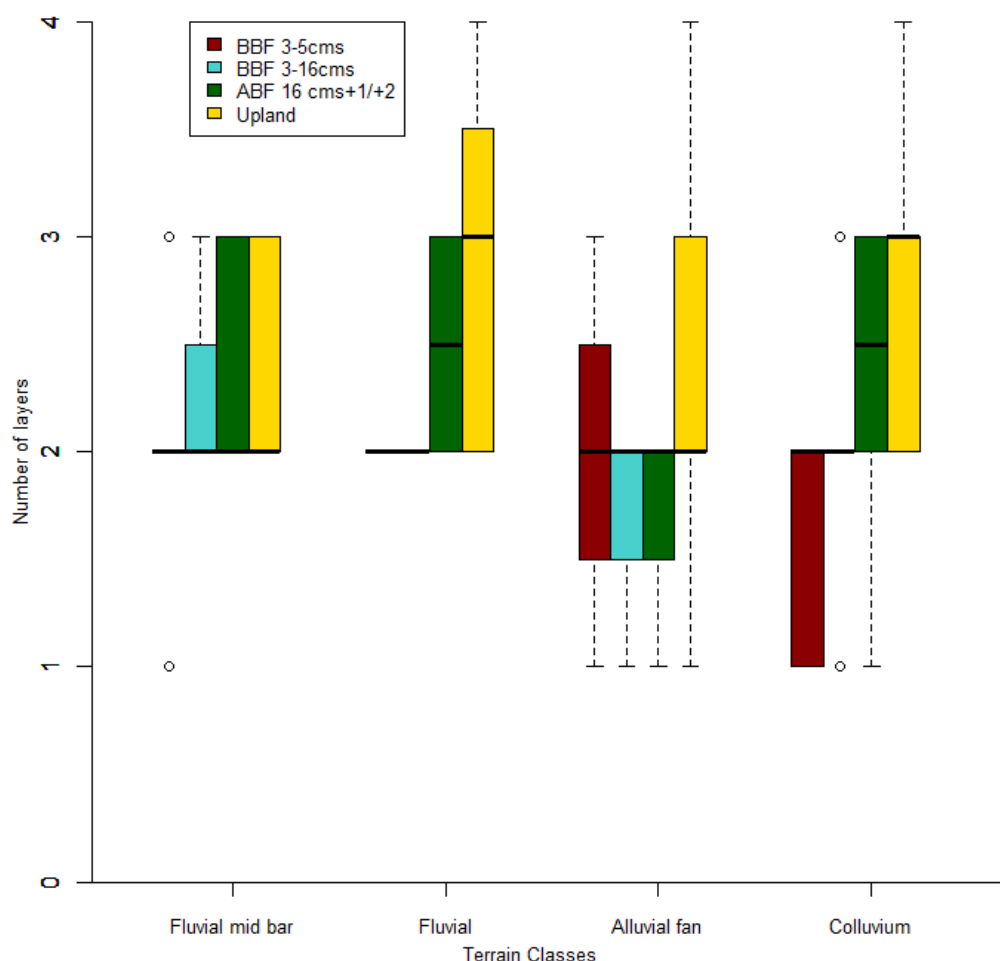 4
3
2
1
0
Number of layers
BBF 3-5cms
BBF 3-16cms
ABF 16 cms+1/+2
Upland
Fluvial mid bar
Fluvial
Alluvial fan
Colluvium
Terrain Classes